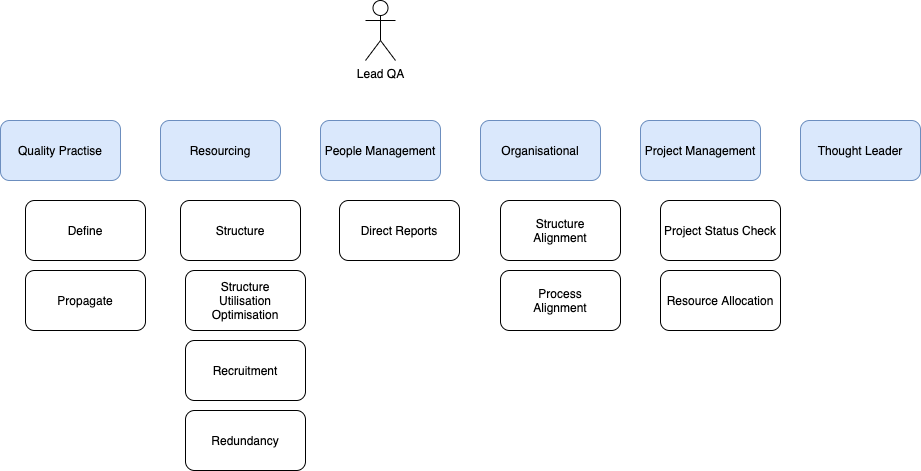 Lead QA
Quality Practise
Resourcing
People Management
Organisational
Project Management
Thought Leader
Define
Structure
Direct Reports
Structure
Alignment
Project Status Check
Propagate
Structure
Utilisation
Optimisation
Process
Alignment
Resource Allocation
Recruitment
Redundancy